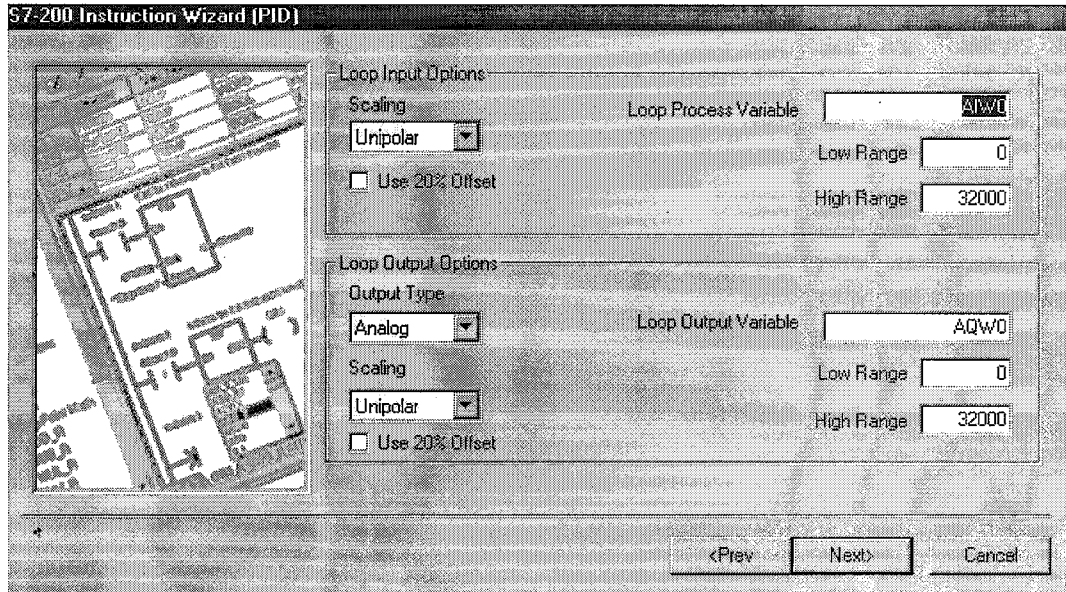 S7-200 Instruction Wizard (PID)
Loop Input Options
Scaling
Unipolar
Use 20% Offset
Loop Process Variable
AIW0
Low Range
0
High Range
32000
Loop Output Options
Output Type
Analog
Scaling
Unipolar
Use 20% Offset
Loop Output Variable
AQW0
Low Range
0
High Range
32000
<Prev
Next>
Cancel